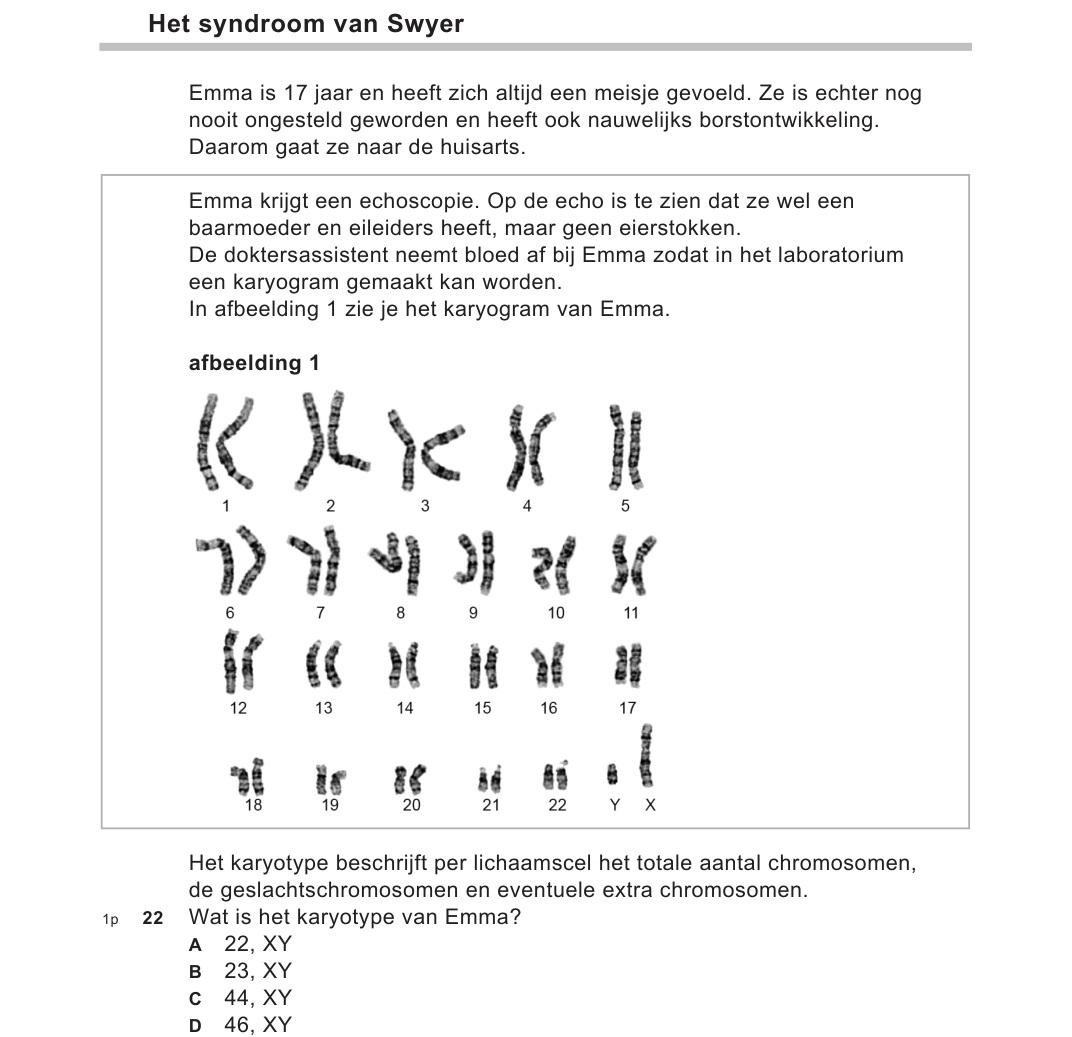 Het syndroom van Swyer
Emma is 17 jaar en heeft zich altijd een meisje gevoeld. Ze is echter nog
nooit ongesteld geworden en heeft ook nauwelijks borstontwikkeling.
Daarom gaat ze naar de huisarts.
Emma krijgt een echoscopie. Op de echo is te zien dat ze wel een
baarmoeder en eileiders heeft, maar geen eierstokken.
De doktersassistent neemt bloed af bij Emma zodat in het laboratorium
een karyogram gemaakt kan worden.
In afbeelding 1 zie je het karyogram van Emma.
afbeelding 1
1 2 3 4 5
6 7 8 9 10 11
12 13 14 15 16 17
18 19 20 21 22 Y X
Het karyotype beschrijft per lichaamscel het totale aantal chromosomen,
de geslachtschromosomen en eventuele extra chromosomen.
1p 22 Wat is het karyotype van Emma?
A 22, XY
B 23, XY
C 44, XY
D 46, XY